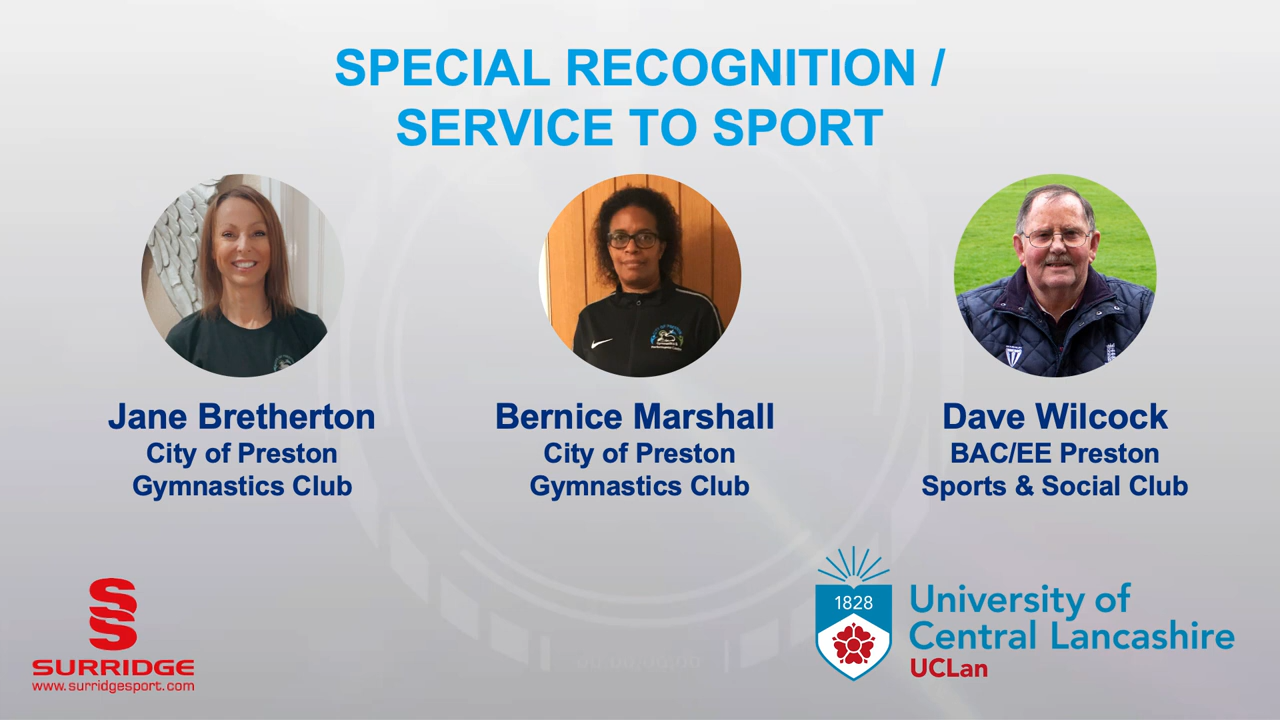 SPECIAL RECOGNITION /
SERVICE TO SPORT
Jane Bretherton
City of Preston
Gymnastics Club
Bernice Marshall
City of Preston
Gymnastics Club
Dave Wilcock
BAC/EE Preston
Sports & Social Club
SURRIDGE
www.surridgesport.com
1828
University of
Central Lancashire
UCLan